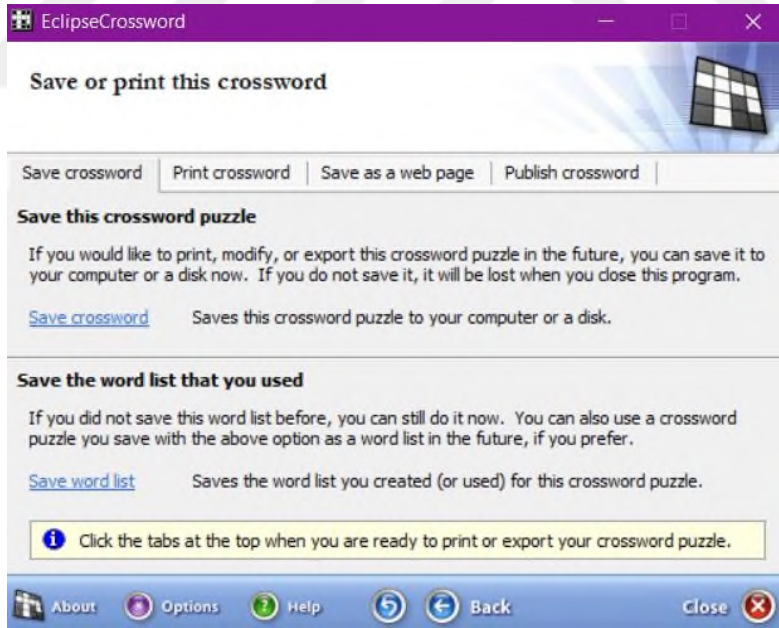 EclipseCrossword
Save or print this crossword
Save crossword Print crossword Save as a web page Publish crossword
Save this crossword puzzle
If you would like to print, modify, or export this crossword puzzle in the future, you can save it to
your computer or a disk now. If you do not save it, it will be lost when you close this program.
Save crossword Saves this crossword puzzle to your computer or a disk.
Save the word list that you used
If you did not save this word list before, you can still do it now. You can also use a crossword
puzzle you save with the above option as a word list in the future, if you prefer.
Save word list Saves the word list you created (or used) for this crossword puzzle.
Click the tabs at the top when you are ready to print or export your crossword puzzle.
About Options Help Back Close